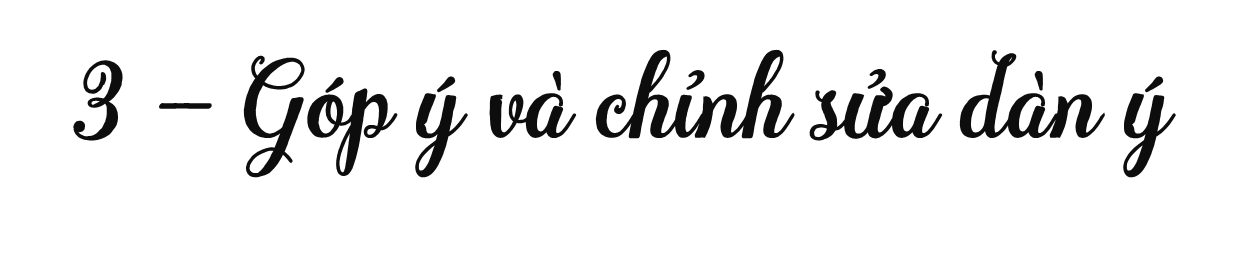 3 - Góp ý và chỉnh sửa dàn ý